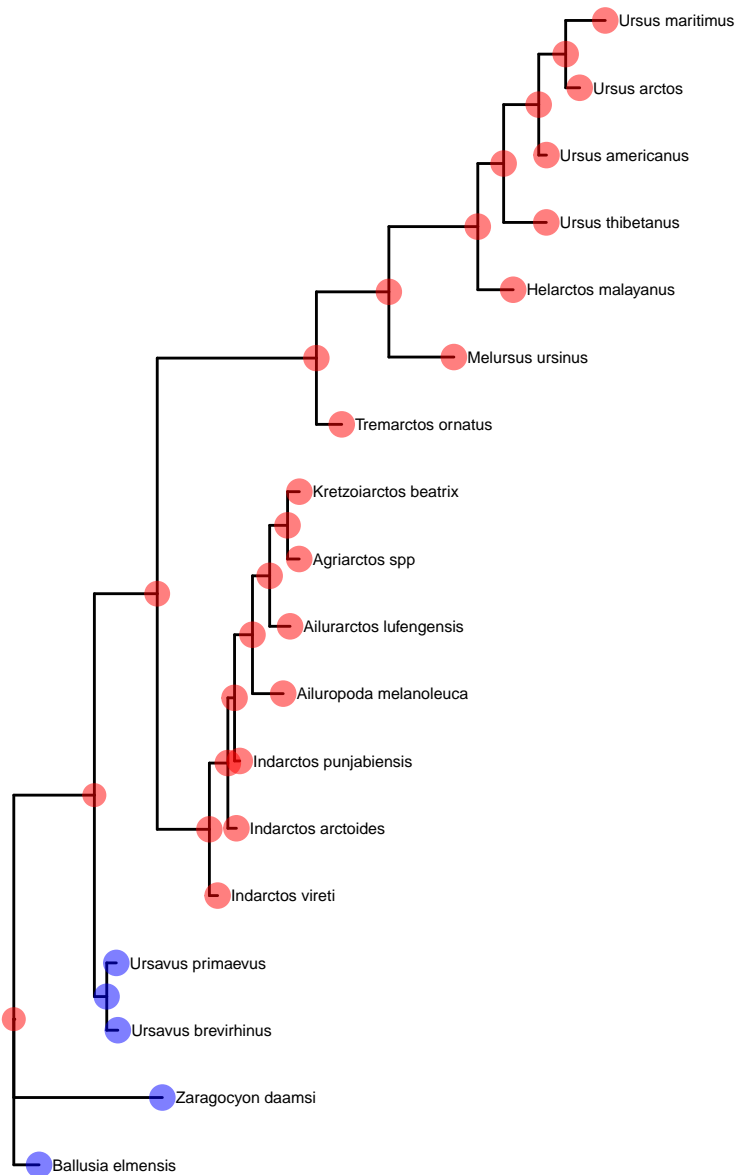 Ursus maritimus
Ursus arctos
Ursus americanus
Ursus thibetanus
Helarctos malayanus
Melursus ursinus
Tremarctos ornatus
Kretzoiarctos beatrix
Agriarctos spp
Ailurarctos lufengensis
Ailuropoda melanoleuca
Indarctos punjabiensis
Indarctos arctoides
Indarctos vireti
Ursavus primaevus
Ursavus brevirhinus
Zaragocyon daamsi
Ballusia elmensis